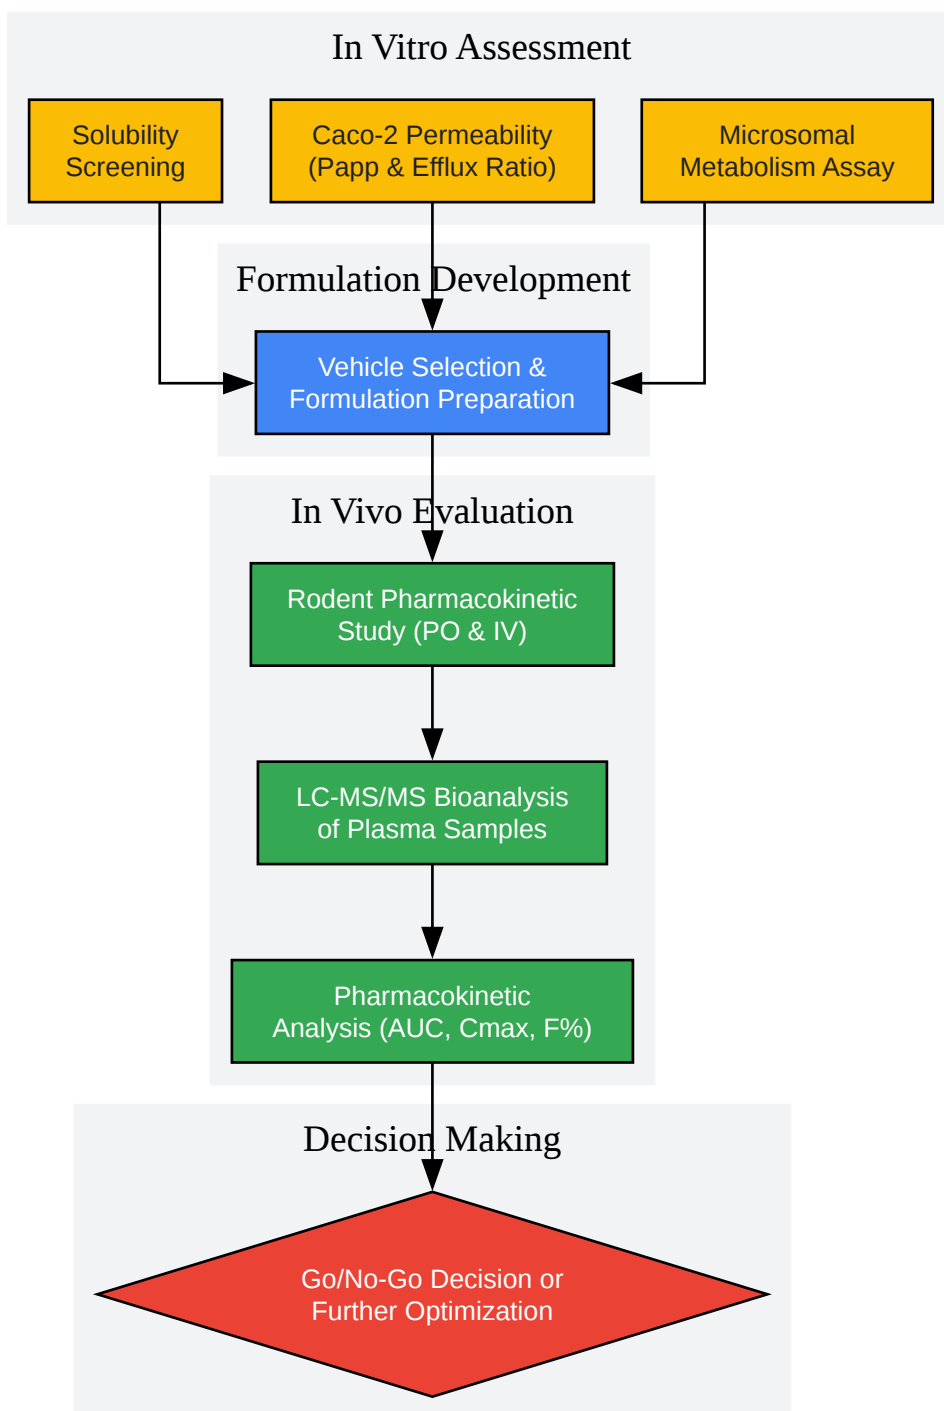 In Vitro Assessment
Solubility
Screening
Caco-2 Permeability
(Papp & Efflux Ratio)
Microsomal
Metabolism Assay
Formulation Development
Vehicle Selection &
Formulation Preparation
In Vivo Evaluation
Rodent Pharmacokinetic
Study (PO & IV)
LC-MS/MS Bioanalysis
of Plasma Samples
Pharmacokinetic
Analysis (AUC, Cmax, F%)
Decision Making
Go/No-Go Decision or
Further Optimization